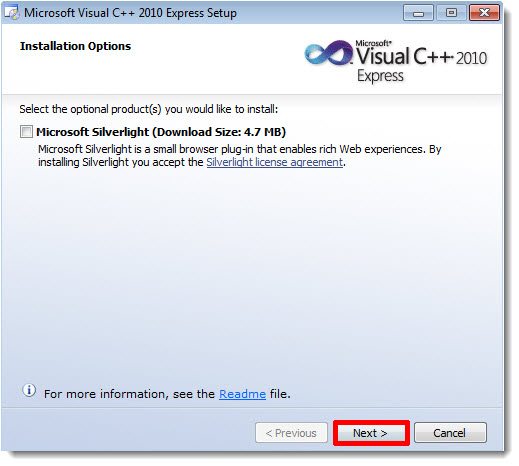 Microsoft Visual C++ 2010 Express Setup
Installation Options
Microsoft®
Visual C++ 2010
Express
Select the optional product(s) you would like to install:
Microsoft Silverlight (Download Size: 4.7 MB)
Microsoft Silverlight is a small browser plug-in that enables rich Web experiences. By
installing Silverlight you accept the Silverlight license agreement.
For more information, see the Readme file.
< Previous Next > Cancel